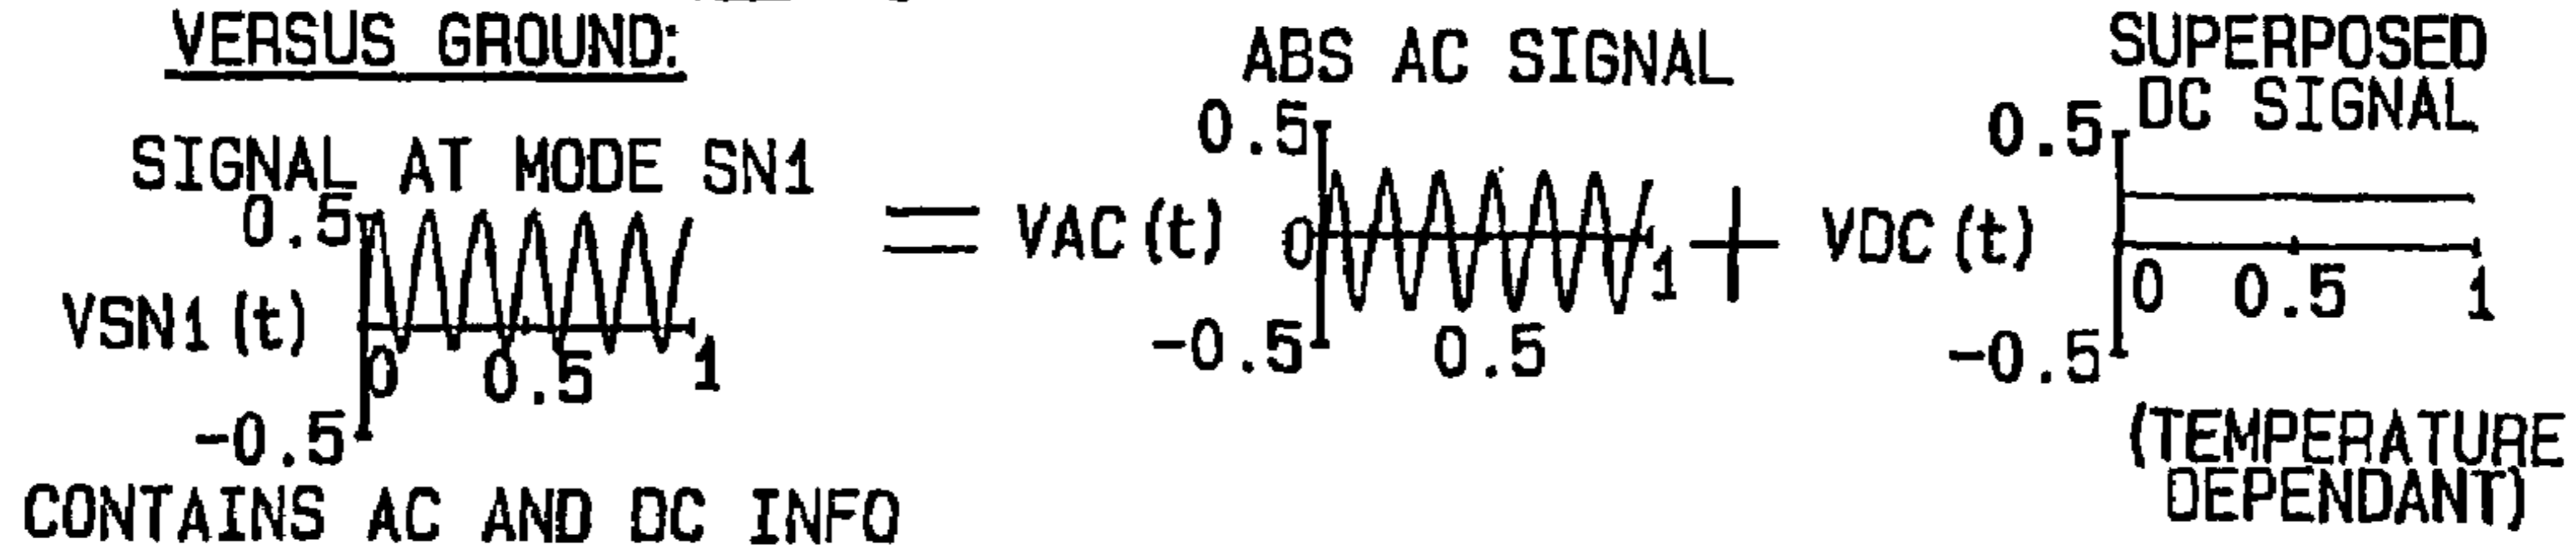 VERSUS GROUND:
SIGNAL AT MODE SN1
0.5
VSN1(t)
0 0.5 1
-0.5
CONTAINS AC AND DC INFO
=
ABS AC SIGNAL
0.5
VAC(t) 0
1
-0.5 0.5
+
SUPERPOSED
DC SIGNAL
0.5
VDC(t)
0 0.5 1
-0.5
(TEMPERATURE
DEPENDANT)